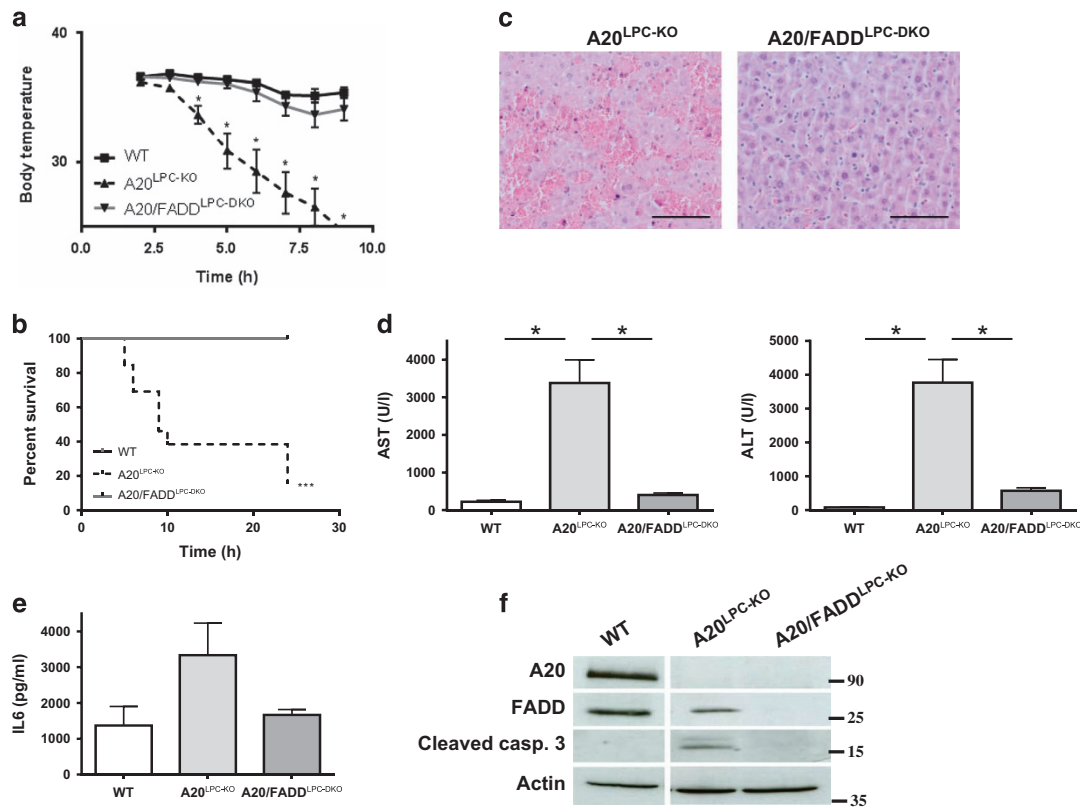 a
40
30
Body temperature
WT
A20LPC-KO
A20/FADDLPC-DKO
* * * * * *
0.0 2.5 5.0 7.5 10.0
Time (h)
b
100
80
60
40
20
0
Percent survival
WT
A20LPC-KO
A20/FADDLPC-DKO
***
0 10 20 30
Time (h)
c
A20LPC-KO
A20/FADDLPC-DKO
d
* *
4000
3000
2000
1000
0
AST (U/l)
WT A20LPC-KO A20/FADDLPC-DKO
* *
5000
4000
3000
2000
1000
0
ALT (U/l)
WT A20LPC-KO A20/FADDLPC-DKO
e
4000
3000
2000
1000
0
IL6 (pg/ml)
WT A20LPC-KO A20/FADDLPC-DKO
f
WT
A20LPC-KO
A20/FADDLPC-KO
A20 90
FADD 25
Cleaved casp. 3 15
Actin 35